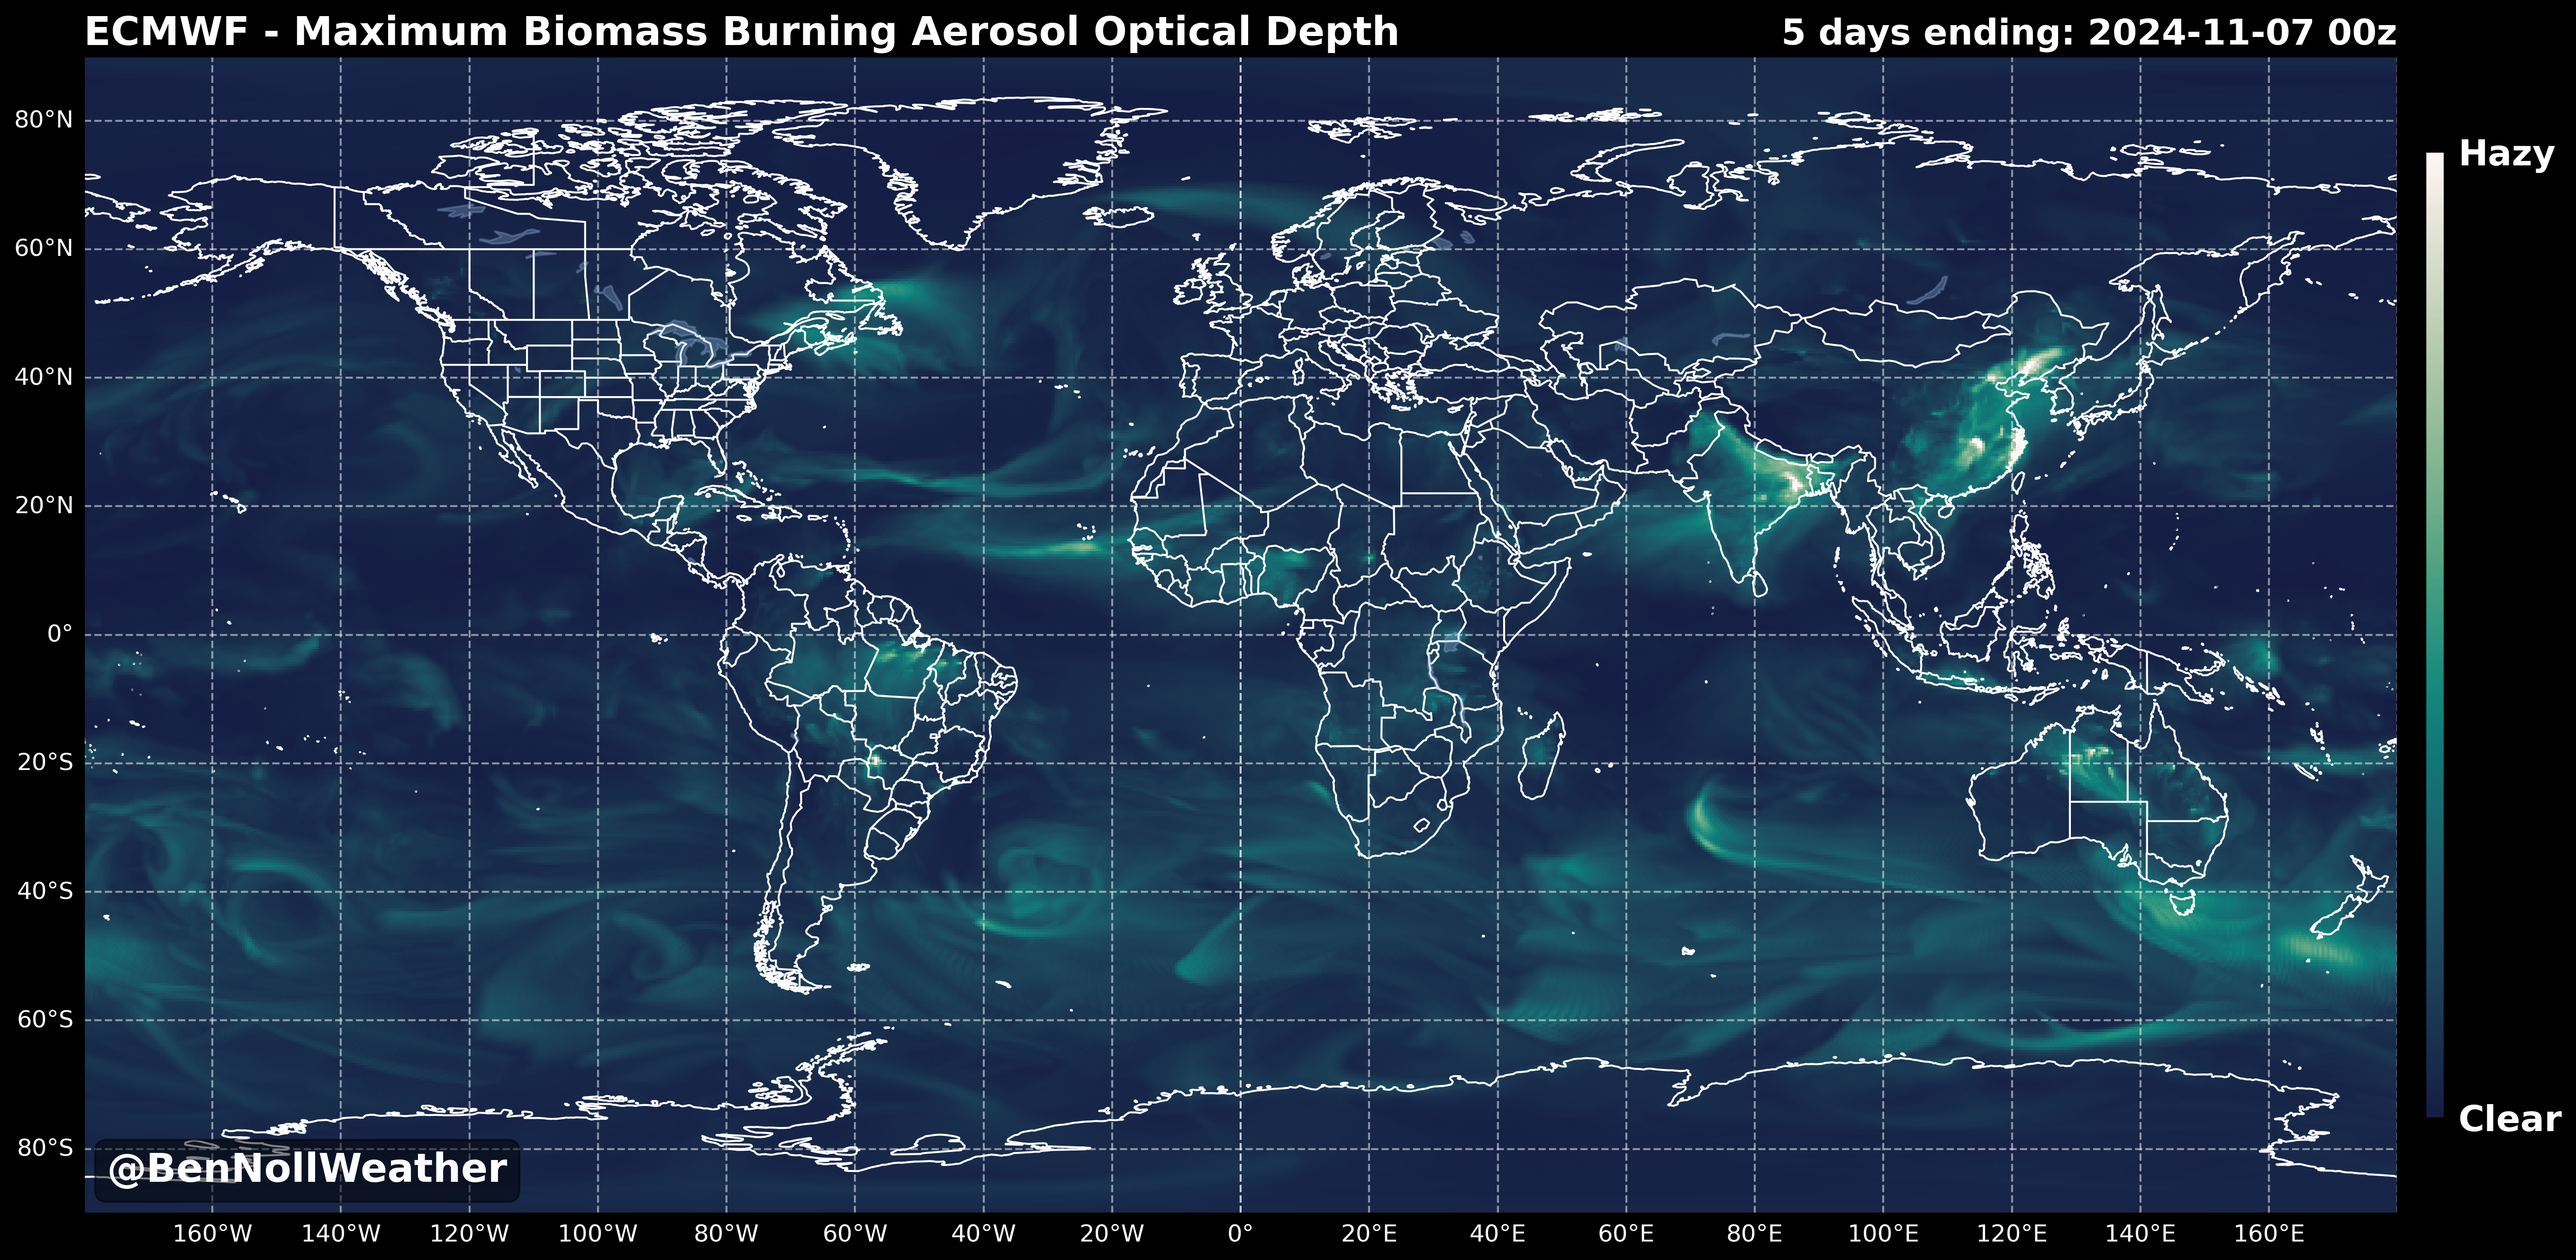 ECMWF - Maximum Biomass Burning Aerosol Optical Depth
5 days ending: 2024-11-07 00z
Hazy
Clear
80°N
60°N
40°N
20°N
0°
20°S
40°S
60°S
80°S
@BenNollWeather
160°W 140°W 120°W 100°W 80°W 60°W 40°W 20°W 0° 20°E 40°E 60°E 80°E 100°E 120°E 140°E 160°E